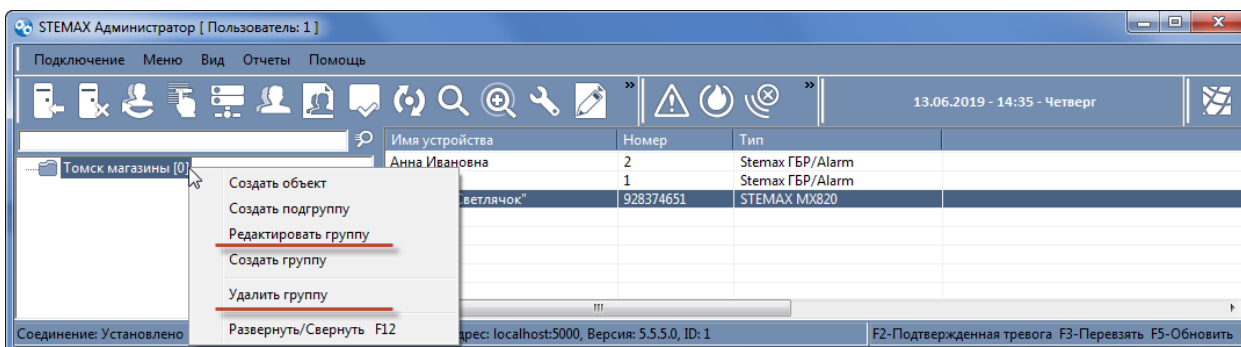 STEMAX Администратор [ Пользователь: 1 ]
Подключение Меню Вид Отчеты Помощь
13.06.2019 - 14:35 - Четверг
Имя устройства Номер Тип
Томск магазины [0]
Анна Ивановна 2 Stemax ГБР/Alarm
1 Stemax ГБР/Alarm
ветлячок" 928374651 STEMAX MX820
Создать объект
Создать подгруппу
Редактировать группу
Создать группу
Удалить группу
Развернуть/Свернуть F12
Соединение: Установлено дрес: localhost:5000, Версия: 5.5.5.0, ID: 1 F2-Подтвержденная тревога F3-Перевзять F5-Обновить